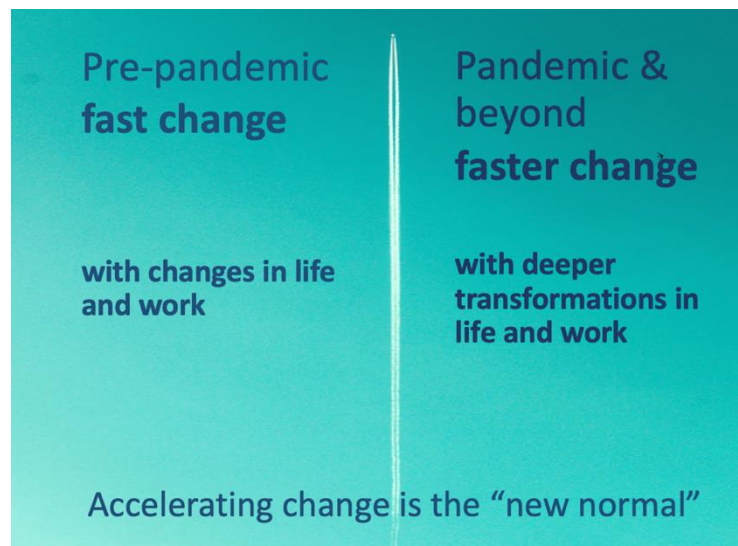 Pre-pandemic
fast change
with changes in life
and work
Pandemic &
beyond
faster change
with deeper
transformations in
life and work
Accelerating change is the “new normal”